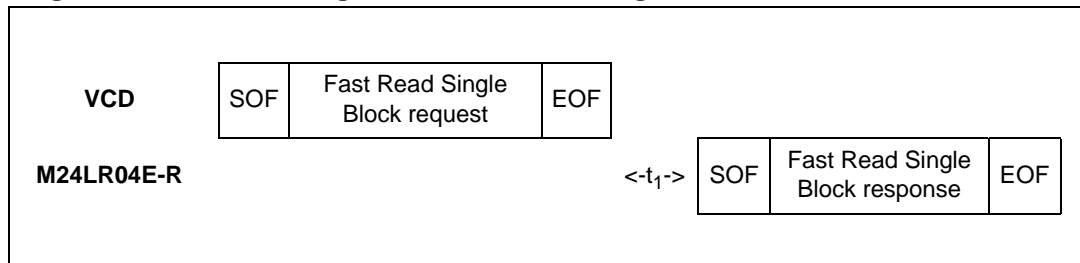 VCD
SOF
Fast Read Single
Block request
EOF
M24LR04E-R
<-t1->
SOF
Fast Read Single
Block response
EOF